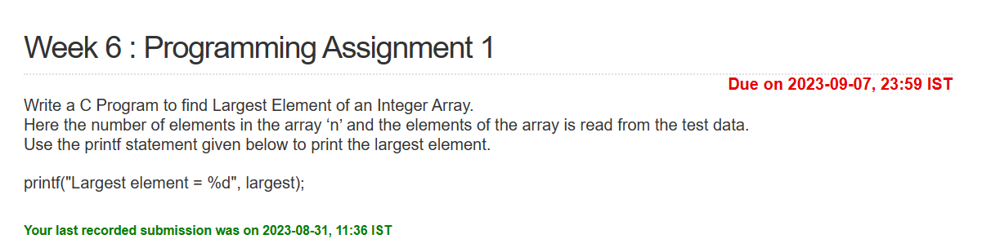 Week 6 : Programming Assignment 1
Due on 2023-09-07, 23:59 IST
Write a C Program to find Largest Element of an Integer Array.
Here the number of elements in the array ‘n’ and the elements of the array is read from the test data.
Use the printf statement given below to print the largest element.
printf("Largest element = %d", largest);
Your last recorded submission was on 2023-08-31, 11:36 IST